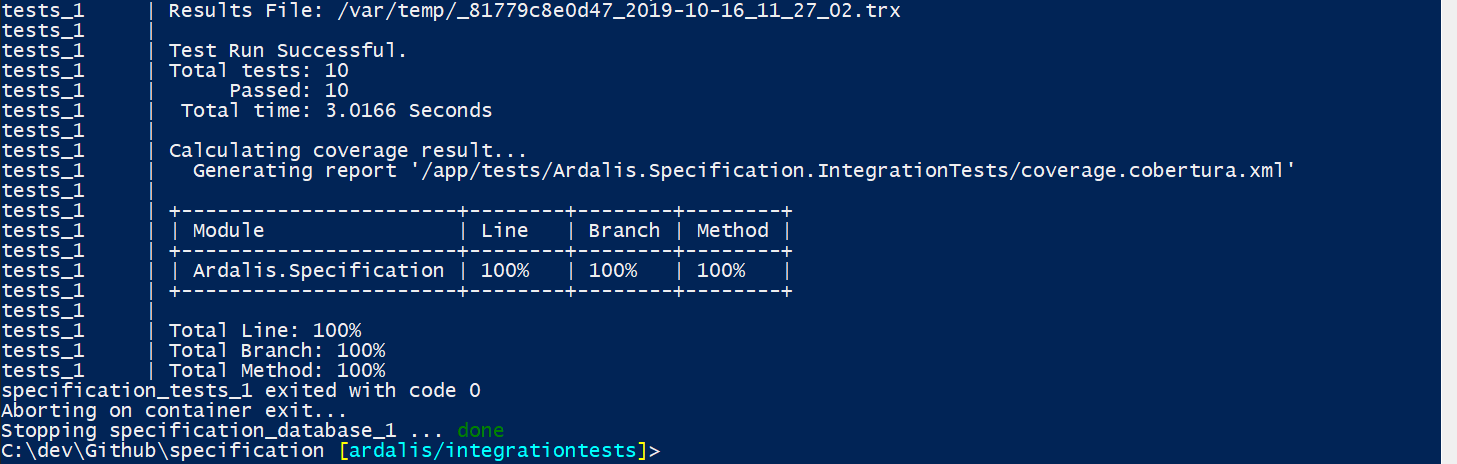 tests_1     | Results File: /var/temp/_81779c8e0d47_2019-10-16_11_27_02.trx
tests_1     |
tests_1     | Test Run Successful.
tests_1     | Total tests: 10
tests_1     |      Passed: 10
tests_1     |  Total time: 3.0166 Seconds
tests_1     |
tests_1     | Calculating coverage result...
tests_1     |   Generating report '/app/tests/Ardalis.Specification.IntegrationTests/coverage.cobertura.xml'
tests_1     |
tests_1     | +-----------------------+--------+--------+--------+
tests_1     | | Module                | Line   | Branch | Method |
tests_1     | +-----------------------+--------+--------+--------+
tests_1     | | Ardalis.Specification | 100%   | 100%   | 100%   |
tests_1     | +-----------------------+--------+--------+--------+
tests_1     |
tests_1     | Total Line: 100%
tests_1     | Total Branch: 100%
tests_1     | Total Method: 100%
specification_tests_1 exited with code 0
Aborting on container exit...
Stopping specification_database_1 ... done
C:\dev\Github\specification [ardalis/integrationtests]>